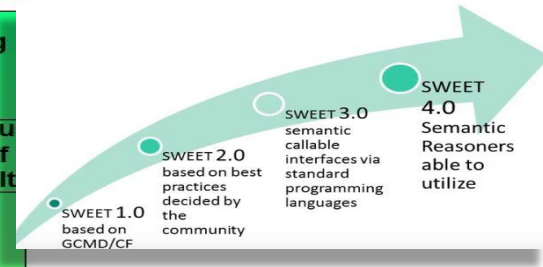 SWEET 1.0
based on
GCMD/CF
SWEET 2.0
based on best
practices
decided by
the
community
SWEET 3.0
semantic
callable
interfaces via
standard
programming
languages
SWEET
4.0
Semantic
Reasoners
able to
utilize